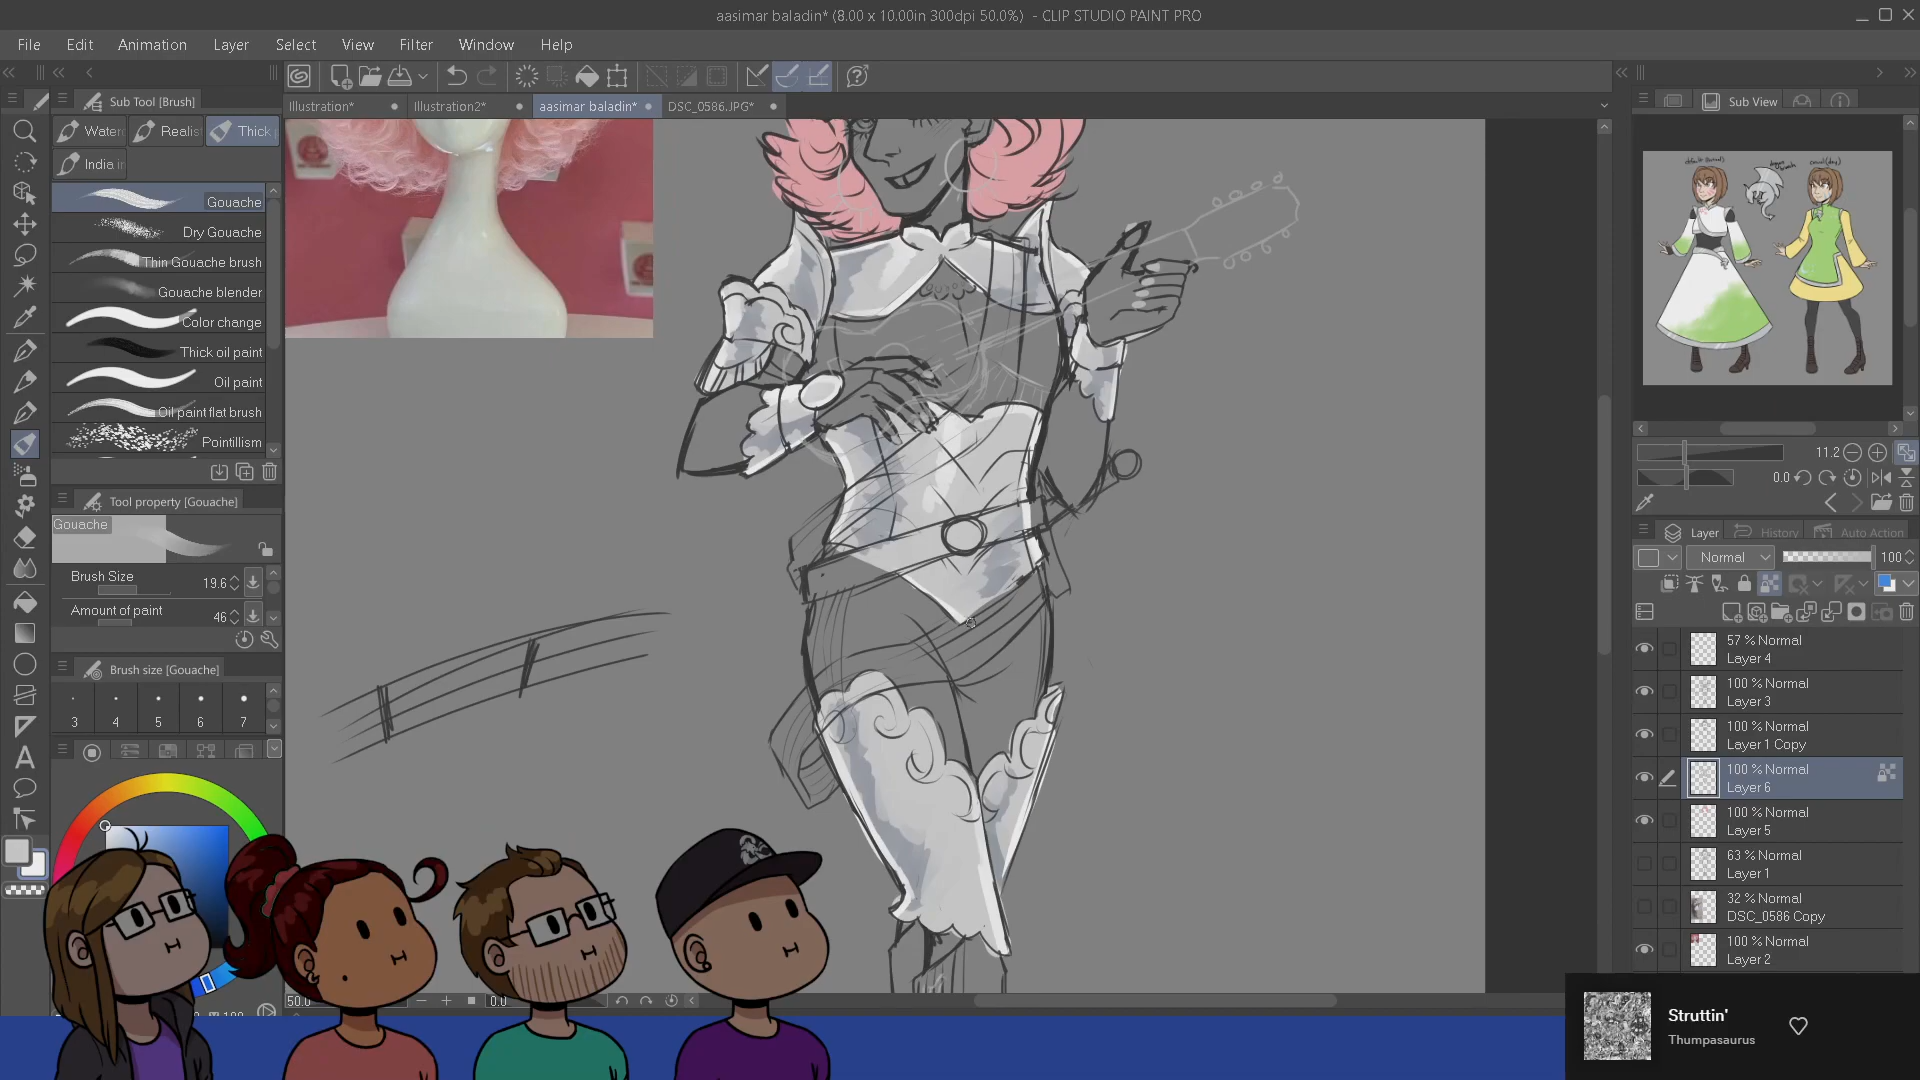 aasimar baladin* (8.00 x 10.00in 300dpi 50.0%) - CLIP STUDIO PAINT PRO
File Edit Animation Layer Select View Filter Window Help
Sub Tool [Brush]
Illustration* Illustration2* aasimar baladin* DSC_0586.JPG*
Sub View
Water Realis Thick
India in
Gouache
Dry Gouache
Thin Gouache brush
Gouache blender
Color change
Thick oil paint
Oil paint
Oil paint flat brush
Pointillism
Tool property [Gouache]
Gouache
Brush Size 19.6
Amount of paint 46
Brush size [Gouache]
3 4 5 6 7
50.0 0.0
11.2
0.0
Layer History Auto Action
Normal 100
57 % Normal
Layer 4
100 % Normal
Layer 3
100 % Normal
Layer 1 Copy
100 % Normal
Layer 6
100 % Normal
Layer 5
63 % Normal
Layer 1
32 % Normal
DSC_0586 Copy
100 % Normal
Layer 2
Struttin'
Thumpasaurus